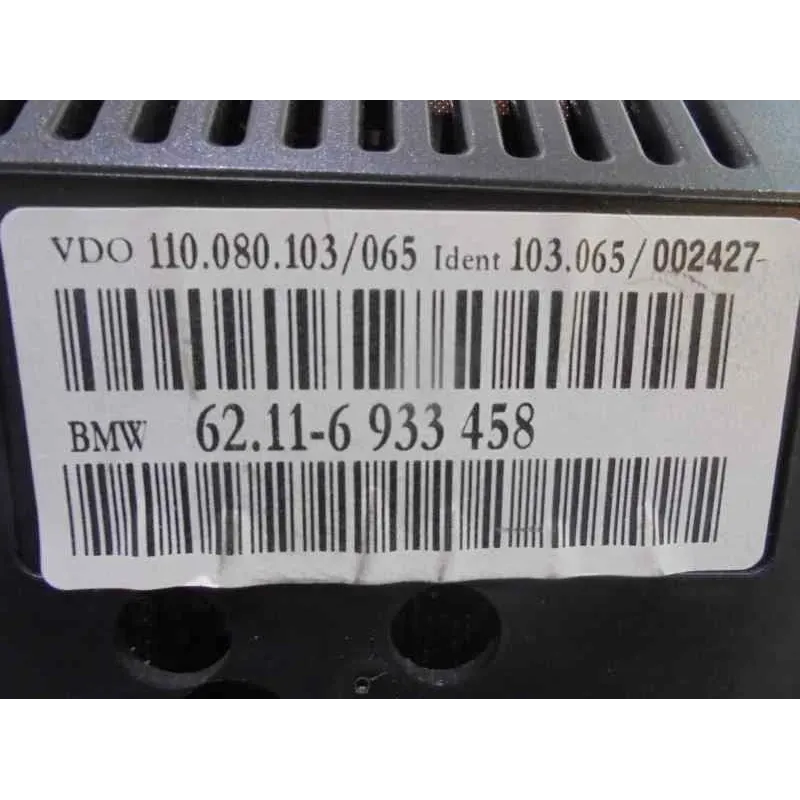 VDO 110.080.103/065 Ident 103.065/002427-
BMW 62.11-6 933 458